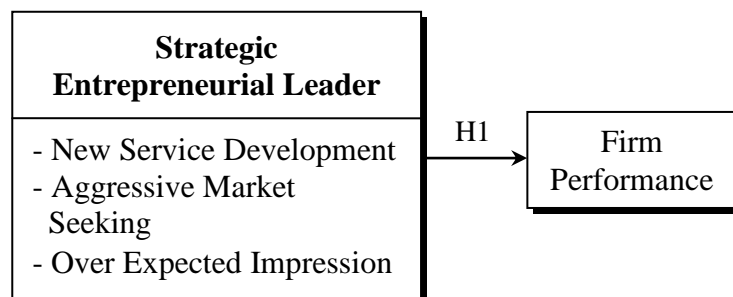 Strategic
Entrepreneurial Leader
- New Service Development
- Aggressive Market
Seeking
- Over Expected Impression
H1
Firm
Performance